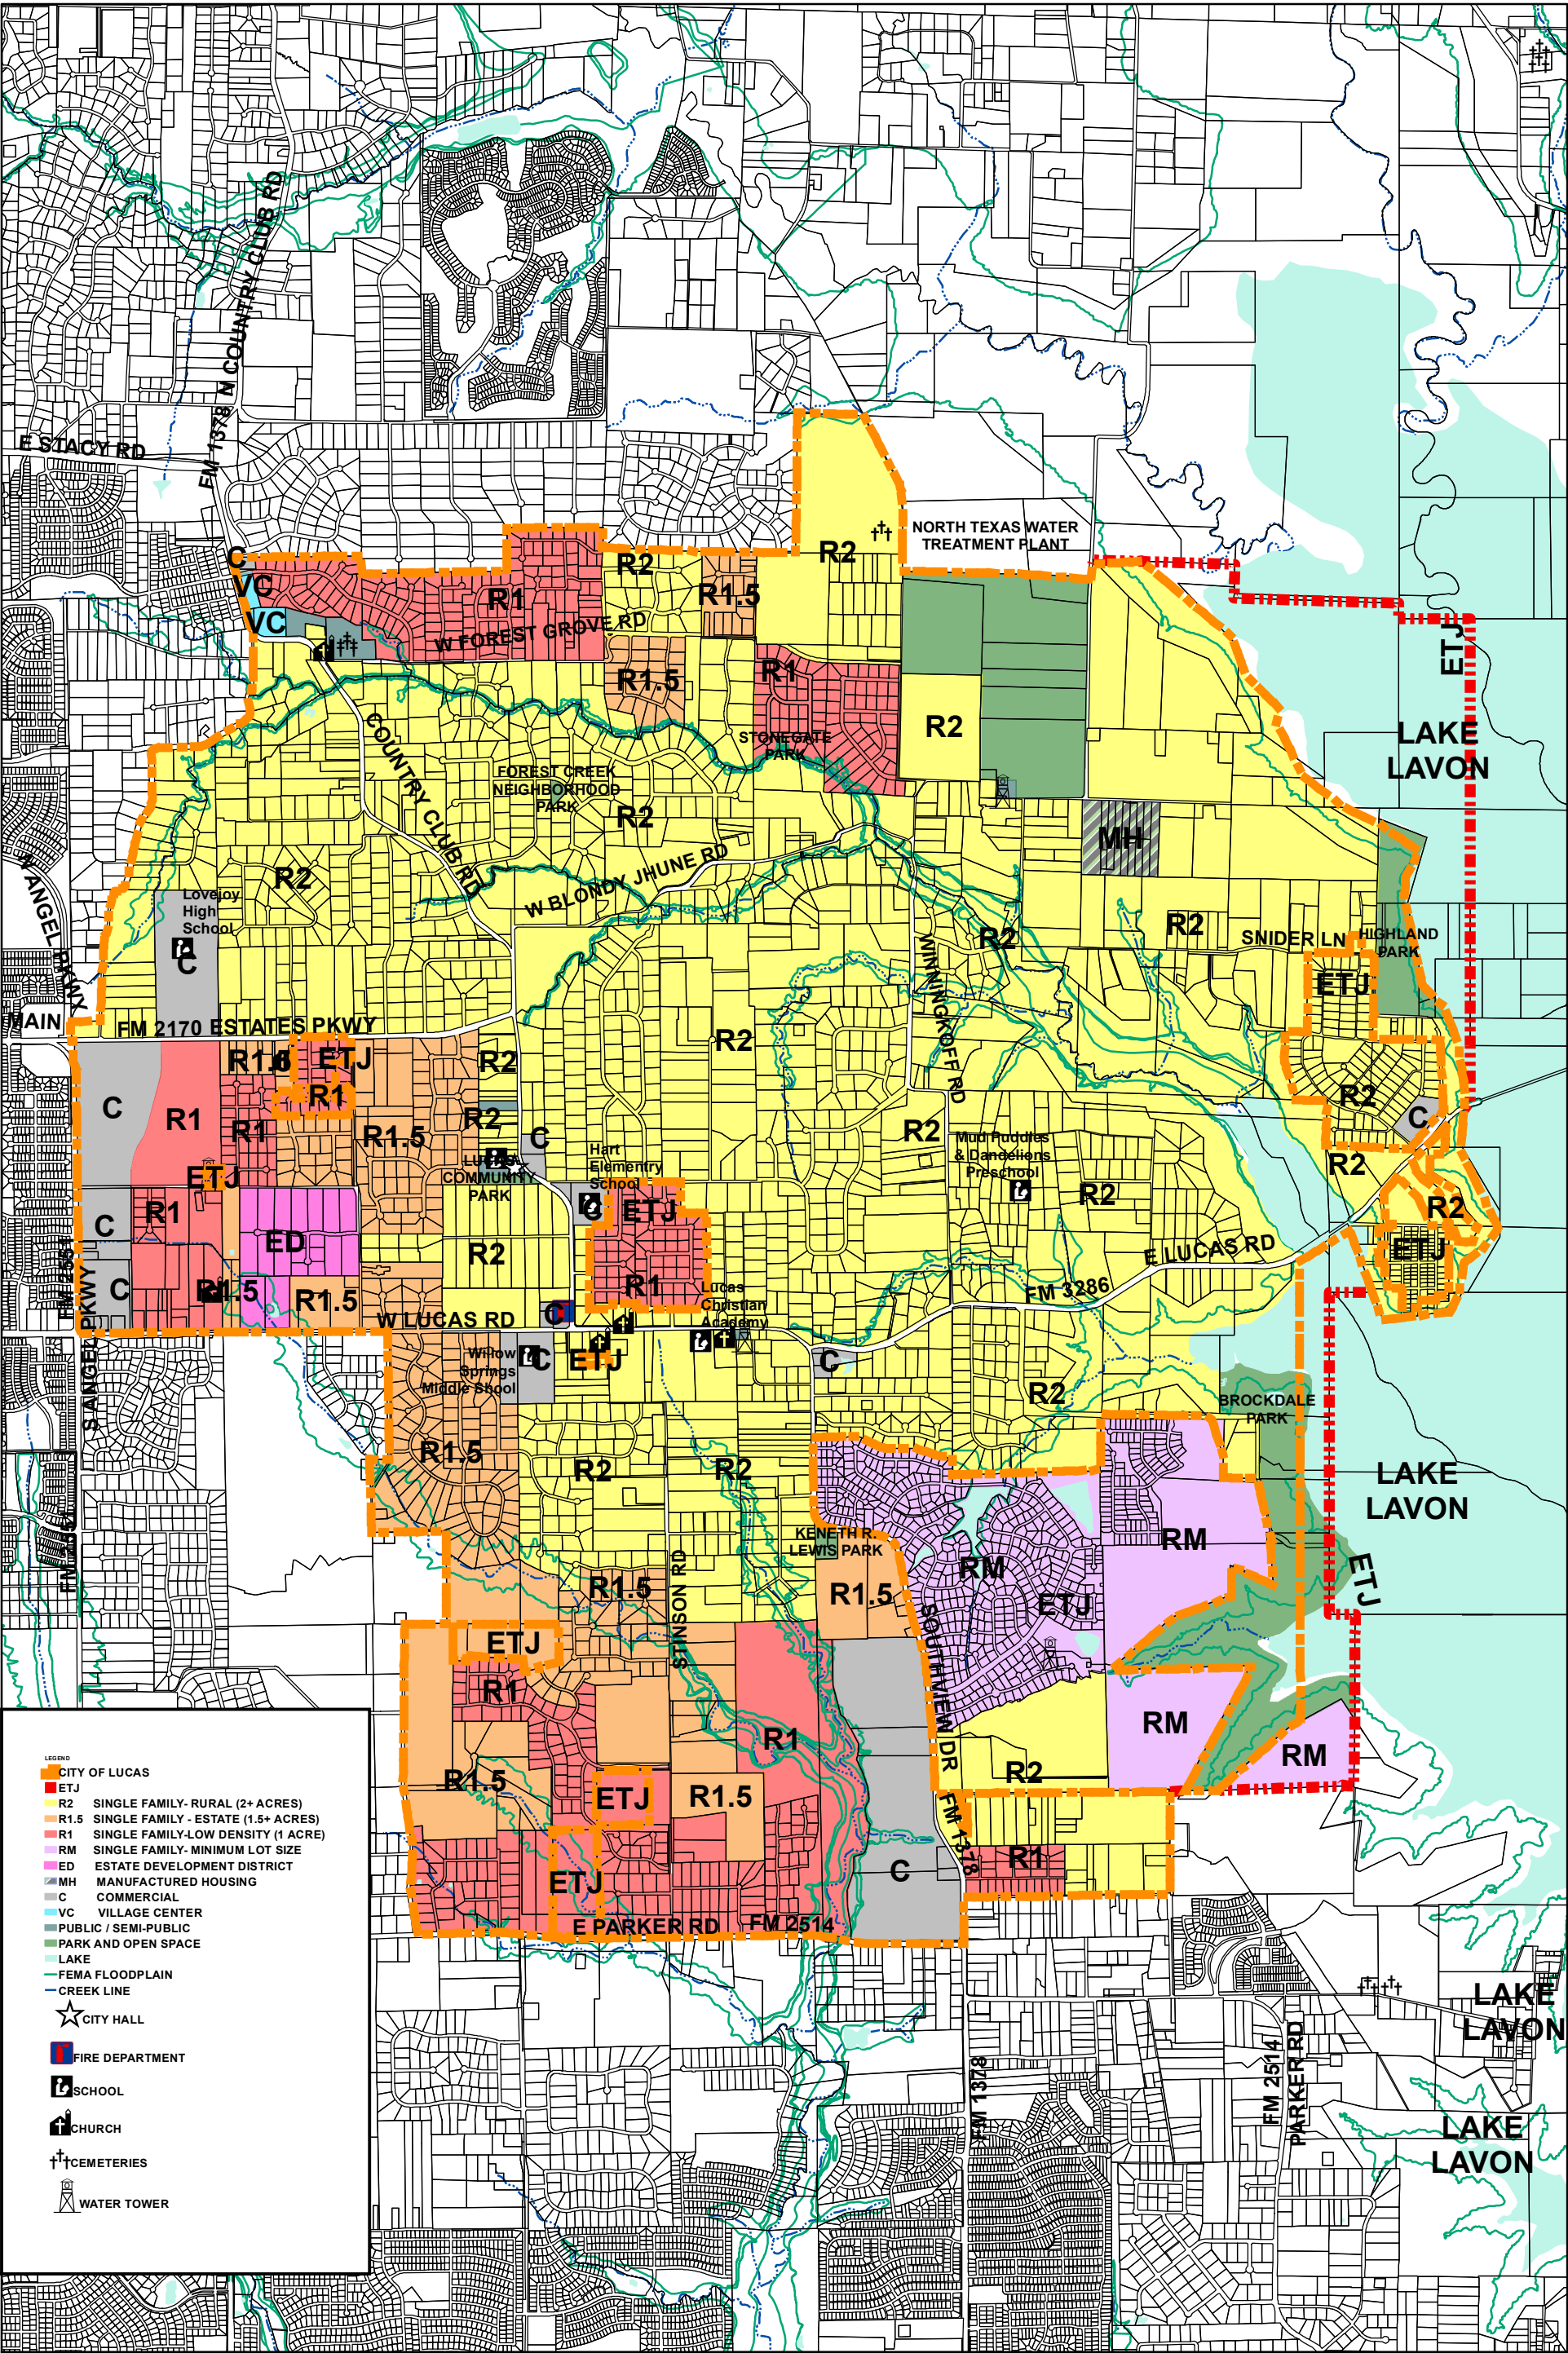 FM 1378 N COUNTRY CLUB RD
E STACY RD
NORTH TEXAS WATER
TREATMENT PLANT
C
VC
VC
R1
W FOREST GROVE RD
R2
R1.5
R2
R1.5
R1
R2
STONEGATE
PARK
ETJ
LAKE
LAVON
COUNTRY CLUB RD
FOREST CREEK
NEIGHBORHOOD
PARK
R2
MH
W BLONDY JHUNE RD
R2
Lovejoy
High
School
C
W ANGEL PKWY
MAIN
FM 2170 ESTATES PKWY
WINNINGKOFF RD
R2
R2
SNIDER LN
HIGHLAND
PARK
ETJ
R2
R2
C
R2
R2
ETJ
C
R1
R1.5
ETJ
R1
R1
R1.5
R2
R2
C
LUCAS
COMMUNITY
PARK
Hart
Elementry
School
C
ETJ
R1
R2
Mud Puddles
& Dandelions
Preschool
R2
ETJ
C
R1
ED
R2
C
R1.5
R1.5
FM 2551
S ANGEL PKWY
W LUCAS RD
C
Lucas
Christian
Academy
E LUCAS RD
FM 3286
Willow
Springs
Middle Shool
C
ETJ
C
R2
BROCKDALE
PARK
R1.5
R2
R2
LAKE
LAVON
FM 2551
KENETH R.
LEWIS PARK
RM
RM
R1.5
R1.5
ETJ
ETJ
STINSON RD
SOUTHVIEW DR
ETJ
R1
R1
RM
RM
R2
R1.5
ETJ
R1.5
FM 1378
R1
C
ETJ
E PARKER RD
FM 2514
LEGEND
CITY OF LUCAS
ETJ
R2 SINGLE FAMILY- RURAL (2+ ACRES)
R1.5 SINGLE FAMILY - ESTATE (1.5+ ACRES)
R1 SINGLE FAMILY-LOW DENSITY (1 ACRE)
RM SINGLE FAMILY- MINIMUM LOT SIZE
ED ESTATE DEVELOPMENT DISTRICT
MH MANUFACTURED HOUSING
C COMMERCIAL
VC VILLAGE CENTER
PUBLIC / SEMI-PUBLIC
PARK AND OPEN SPACE
LAKE
FEMA FLOODPLAIN
CREEK LINE
CITY HALL
FIRE DEPARTMENT
SCHOOL
CHURCH
CEMETERIES
WATER TOWER
LAKE
LAVON
FM 1378
FM 2514
PARKER RD
LAKE
LAVON